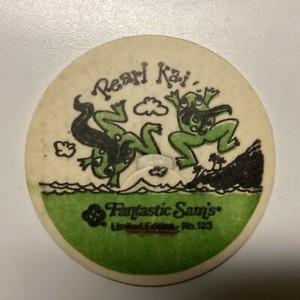 Pearl Kai
Fantastic Sam's
Limited Edition - No. 123